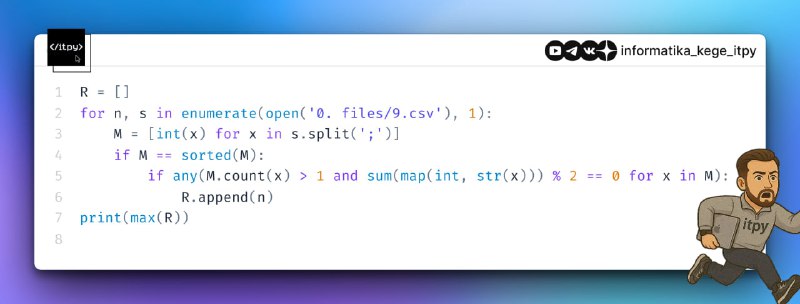 </itpy>
informatika_kege_itpy
1 R = []
2 for n, s in enumerate(open('0. files/9.csv'), 1):
3     M = [int(x) for x in s.split(';')]
4     if M == sorted(M):
5         if any(M.count(x) > 1 and sum(map(int, str(x))) % 2 == 0 for x in M):
6             R.append(n)
7 print(max(R))
8
itpy